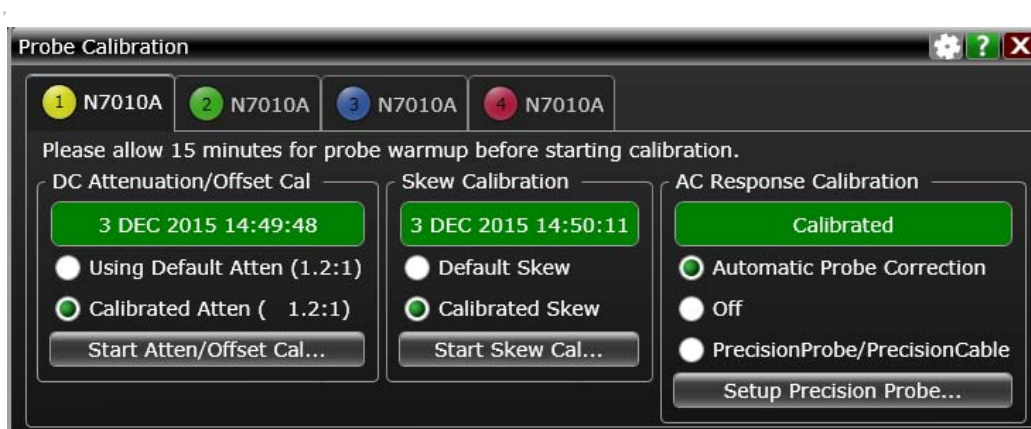 Probe Calibration
?
X
1 N7010A
2 N7010A
3 N7010A
4 N7010A
Please allow 15 minutes for probe warmup before starting calibration.
DC Attenuation/Offset Cal
3 DEC 2015 14:49:48
Using Default Atten (1.2:1)
Calibrated Atten ( 1.2:1)
Start Atten/Offset Cal...
Skew Calibration
3 DEC 2015 14:50:11
Default Skew
Calibrated Skew
Start Skew Cal...
AC Response Calibration
Calibrated
Automatic Probe Correction
Off
PrecisionProbe/PrecisionCable
Setup Precision Probe...